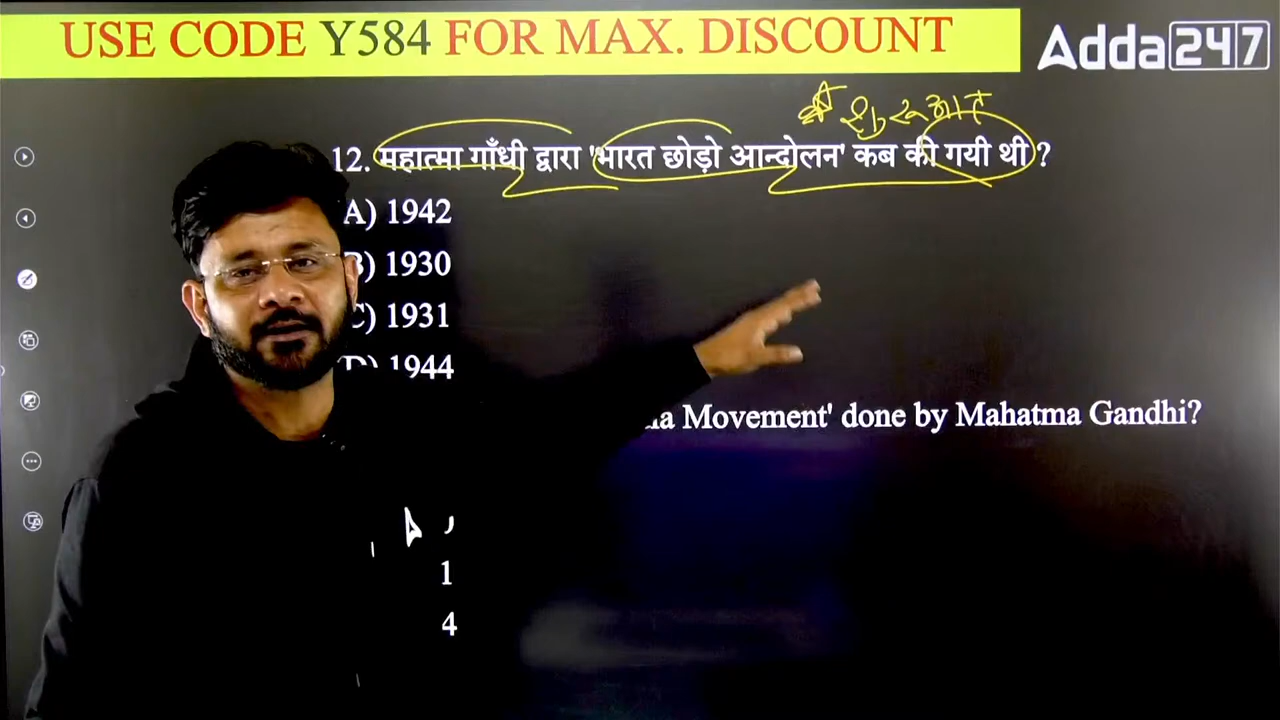 USE CODE Y584 FOR MAX. DISCOUNT
Adda247
की शुरूआत
12. महात्मा गाँधी द्वारा 'भारत छोड़ो आन्दोलन' कब की गयी थी ?
A) 1942
B) 1930
C) 1931
D) 1944
Movement' done by Mahatma Gandhi?
1
4